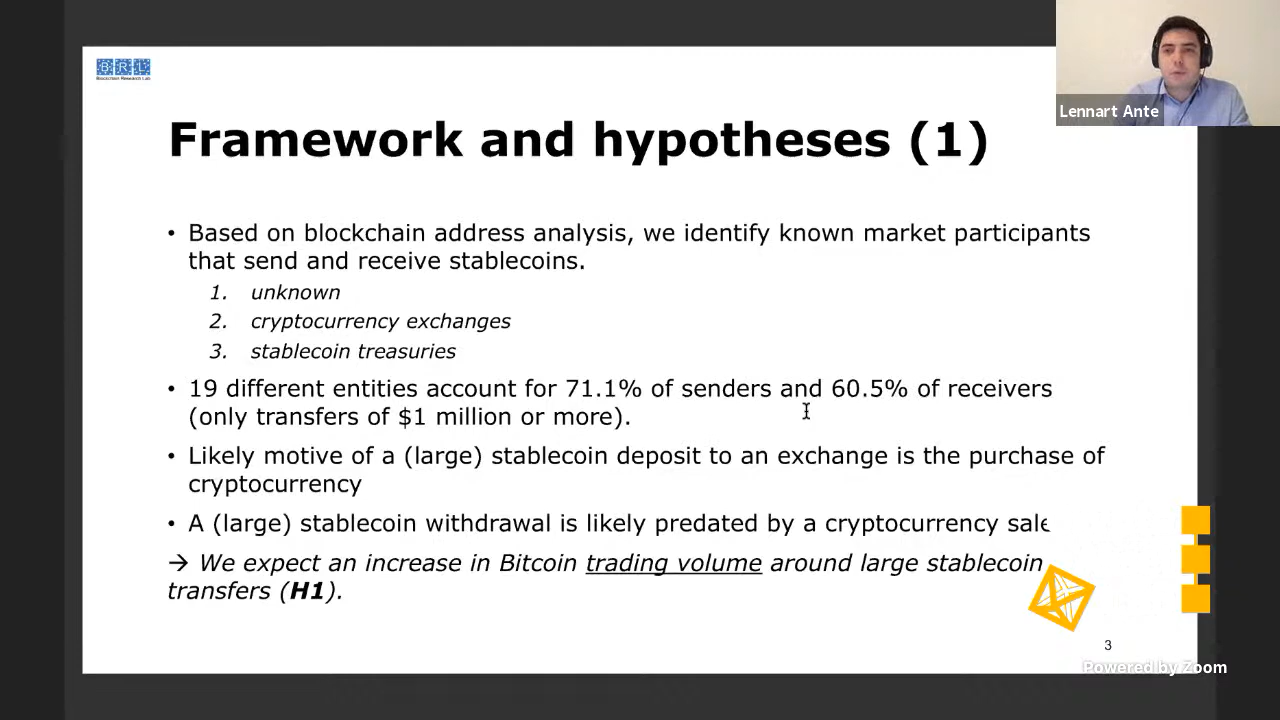 BRL
Blockchain Research Lab
Lennart Ante
Framework and hypotheses (1)
• Based on blockchain address analysis, we identify known market participants
that send and receive stablecoins.
1. unknown
2. cryptocurrency exchanges
3. stablecoin treasuries
• 19 different entities account for 71.1% of senders and 60.5% of receivers
(only transfers of $1 million or more).
• Likely motive of a (large) stablecoin deposit to an exchange is the purchase of
cryptocurrency
• A (large) stablecoin withdrawal is likely predated by a cryptocurrency sale
→ We expect an increase in Bitcoin trading volume around large stablecoin
transfers (H1).
3
Powered by Zoom